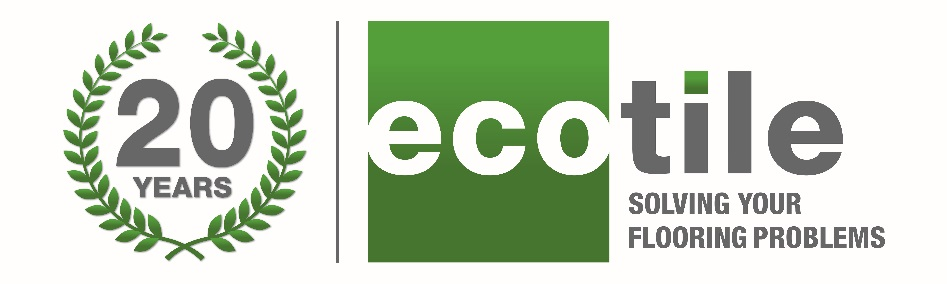 20
YEARS
ecotile
SOLVING YOUR
FLOORING PROBLEMS